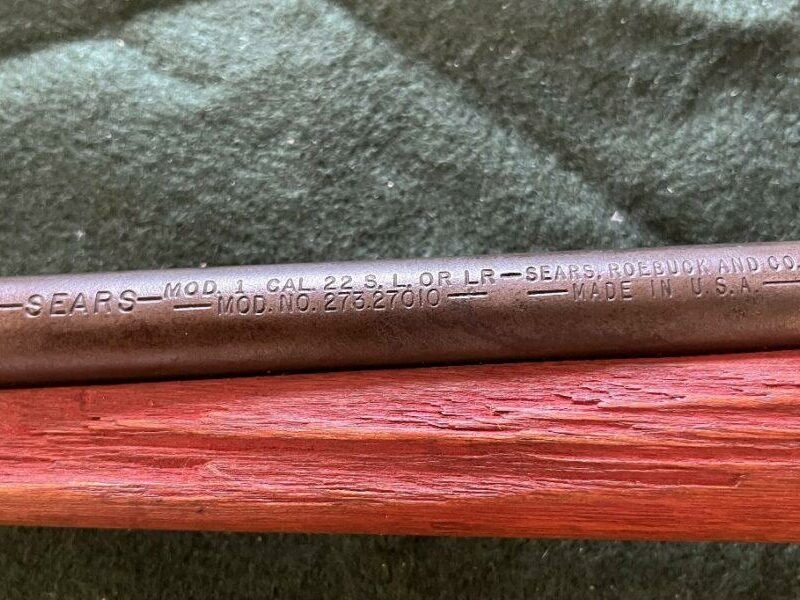 —SEARS— MOD. 1 CAL. 22 S. L. OR LR — SEARS, ROEBUCK AND CO.
— MOD. NO. 273.27010 — — MADE IN U.S.A. —